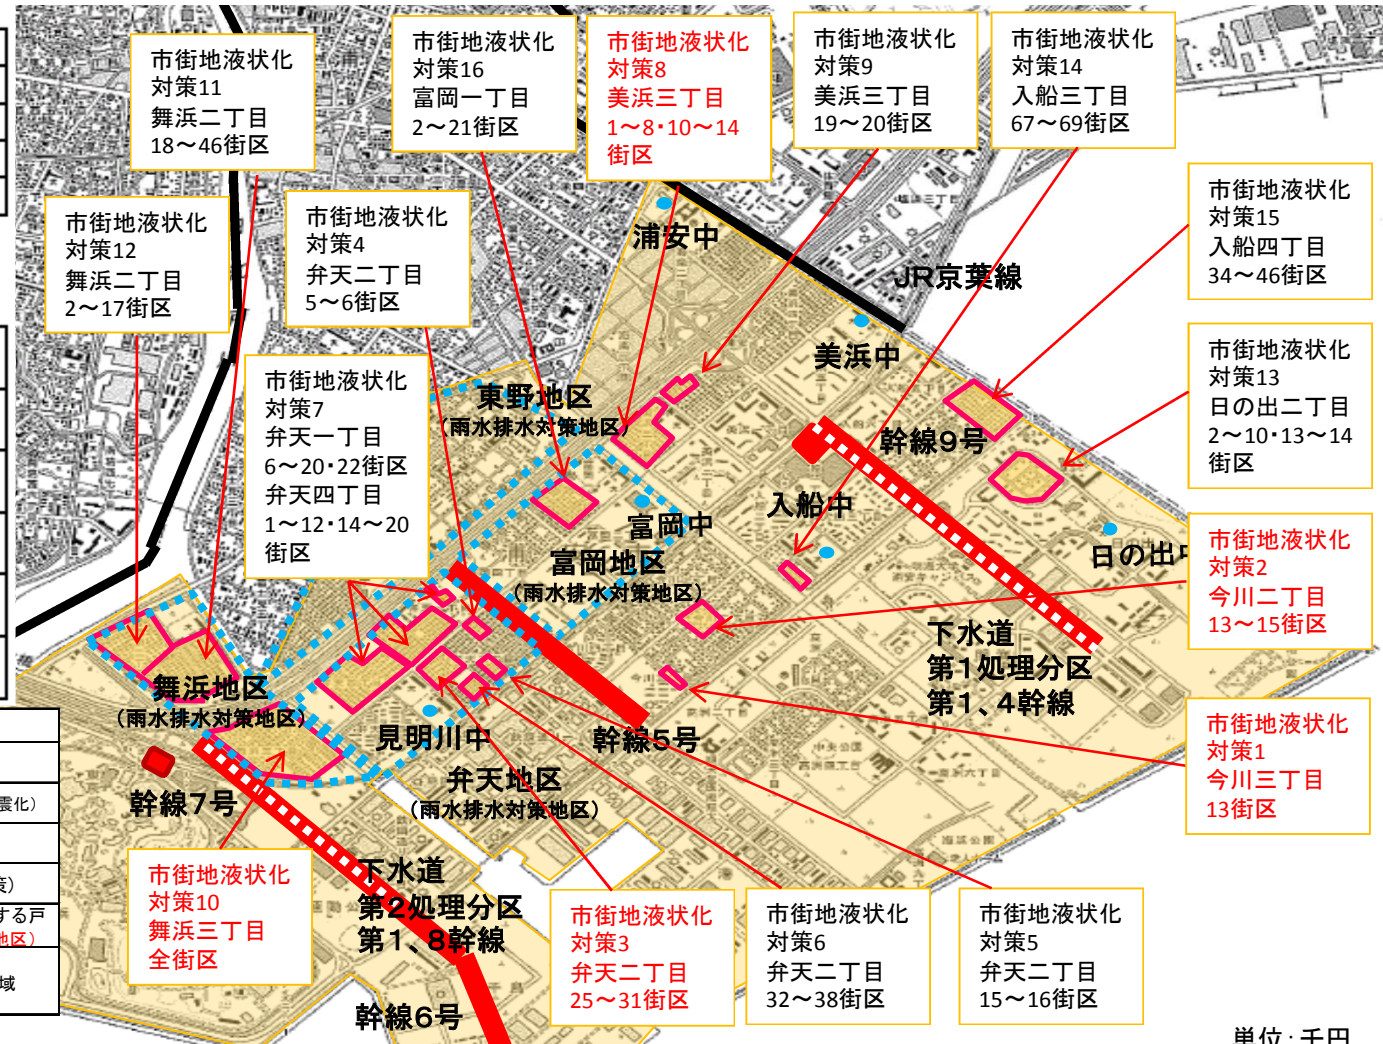 市街地液状化
対策11
舞浜二丁目
18～46街区
市街地液状化
対策16
富岡一丁目
2～21街区
市街地液状化
対策8
美浜三丁目
1～8・10～14
街区
市街地液状化
対策9
美浜三丁目
19～20街区
市街地液状化
対策14
入船三丁目
67～69街区
市街地液状化
対策12
舞浜二丁目
2～17街区
市街地液状化
対策4
弁天二丁目
5～6街区
市街地液状化
対策15
入船四丁目
34～46街区
市街地液状化
対策7
弁天一丁目
6～20・22街区
弁天四丁目
1～12・14～20
街区
市街地液状化
対策13
日の出二丁目
2～10・13～14
街区
市街地液状化
対策2
今川二丁目
13～15街区
市街地液状化
対策1
今川三丁目
13街区
市街地液状化
対策10
舞浜三丁目
全街区
市街地液状化
対策3
弁天二丁目
25～31街区
市街地液状化
対策6
弁天二丁目
32～38街区
市街地液状化
対策5
弁天二丁目
15～16街区
浦安中
JR京葉線
美浜中
東野地区
（雨水排水対策地区）
幹線9号
入船中
富岡中
富岡地区
（雨水排水対策地区）
日の出中
下水道
第1処理分区
第1、4幹線
舞浜地区
（雨水排水対策地区）
見明川中
幹線5号
弁天地区
（雨水排水対策地区）
幹線7号
下水道
第2処理分区
第1、8幹線
幹線6号
震化）
策）
する戸
地区）
域
単位：千円